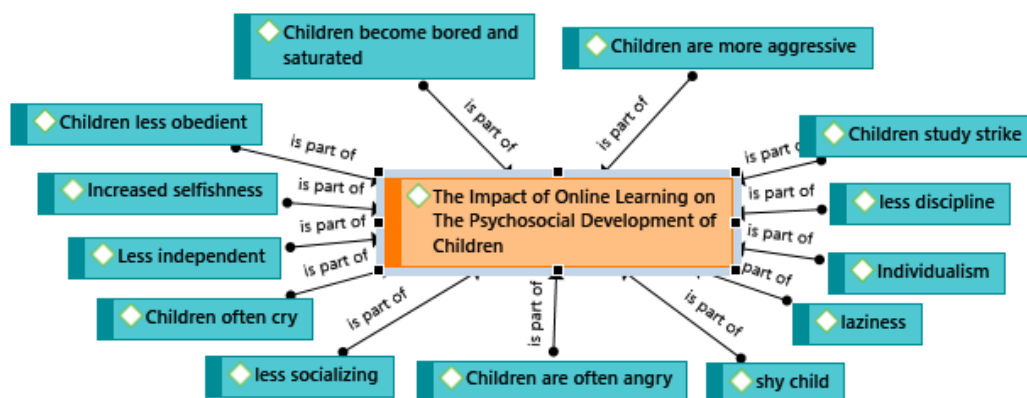 Children become bored and
saturated
Children are more aggressive
is part of
is part of
Children less obedient
is part of
Children study strike
is part of
Increased selfishness
is part of
The Impact of Online Learning on
The Psychosocial Development of
Children
is part of
less discipline
Less independent
is part of
is part of
Individualism
Children often cry
is part of
part of
laziness
less socializing
is part of
Children are often angry
is part of
shy child
is part of